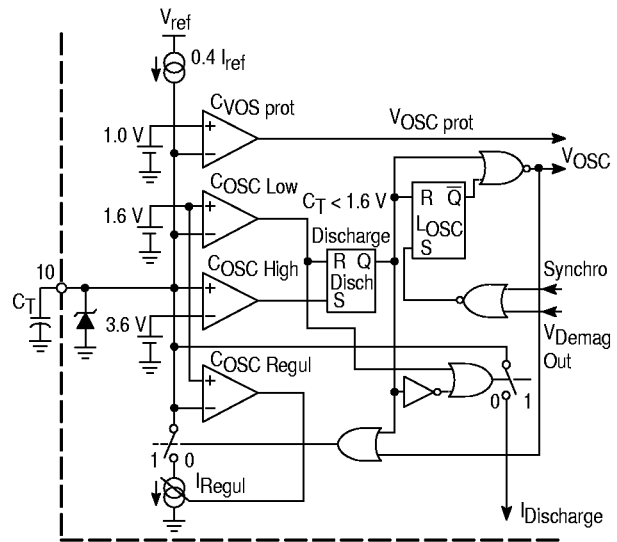 Vref
0.4 Iref
CVOS prot
1.0 V
VOSC prot
VOSC
COSC Low
1.6 V
CT < 1.6 V
R Q̅
LOSC
S
Discharge
R Q
Disch
S
10
CT
COSC High
3.6 V
Synchro
VDemag
Out
COSC Regul
0 1
1 0
IRegul
IDischarge
+
−
+
−
+
−
+
−